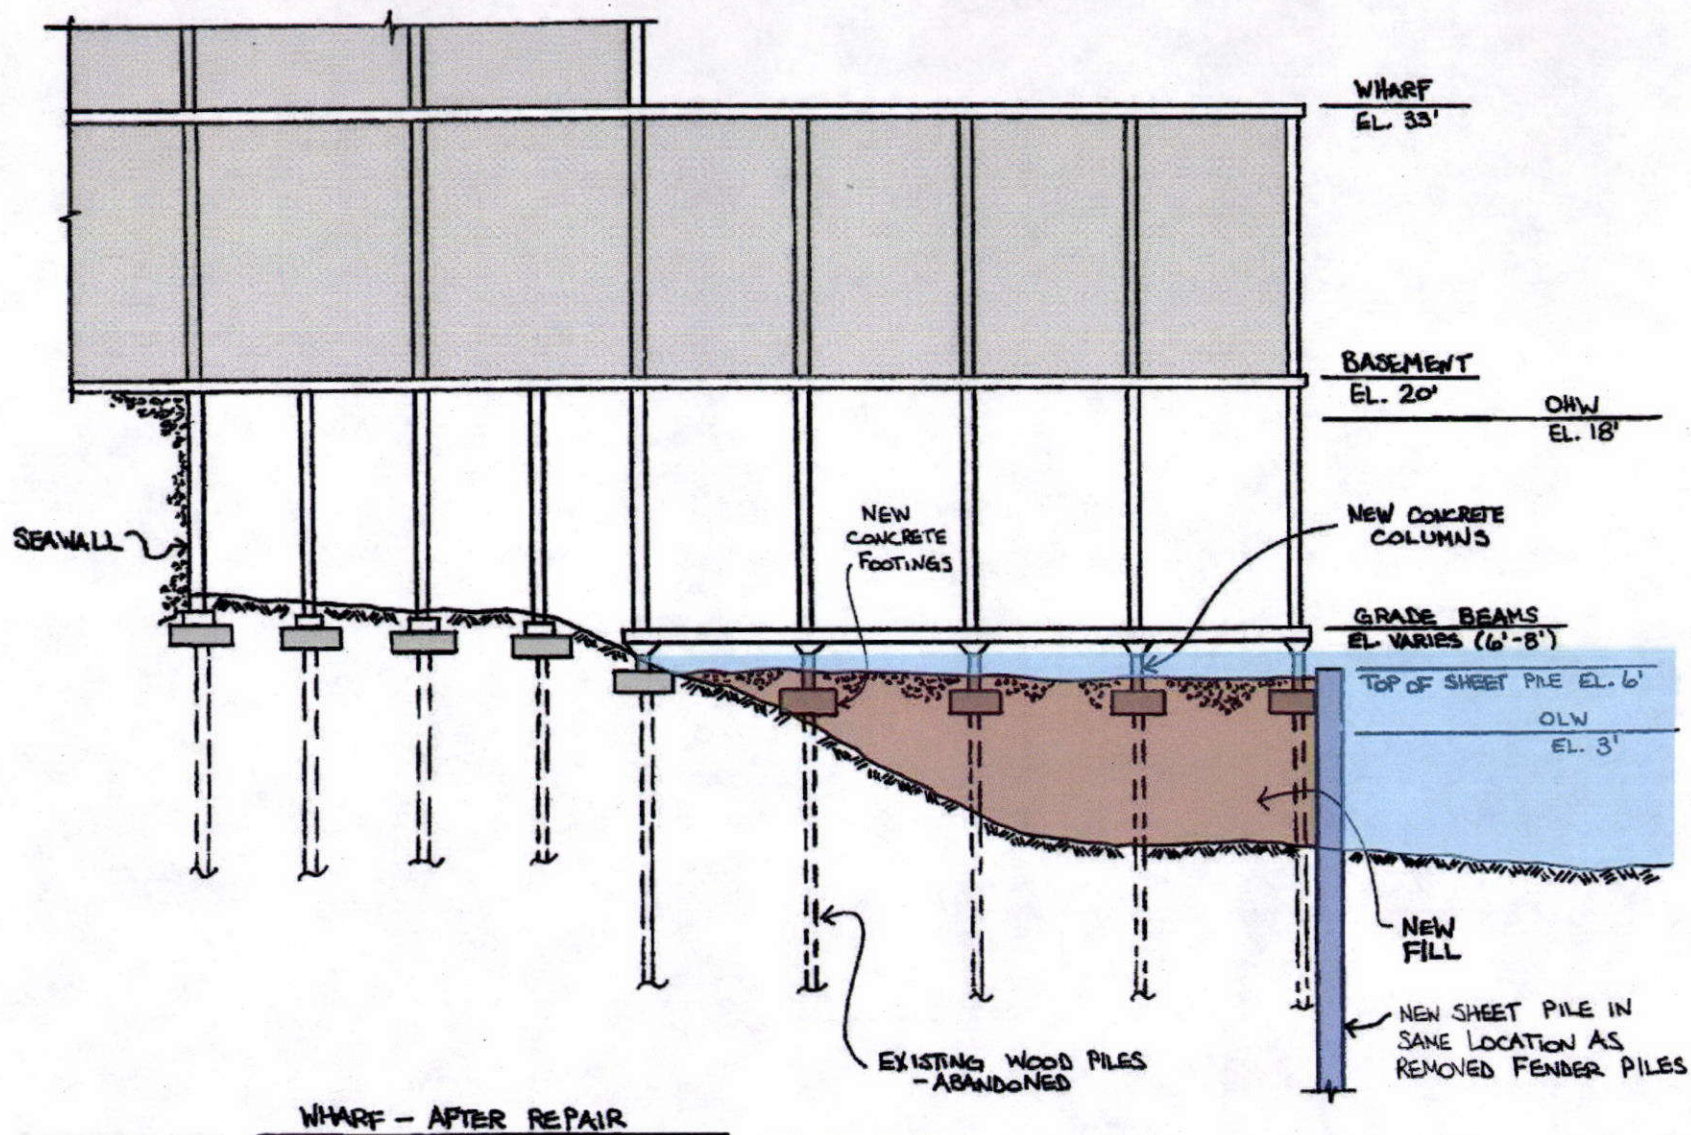 WHARF
EL. 33'
BASEMENT
EL. 20'
OHW
EL. 18'
SEAWALL
NEW
CONCRETE
FOOTINGS
NEW CONCRETE
COLUMNS
GRADE BEAMS
EL VARIES (6'-8')
TOP OF SHEET PILE EL. 6'
OLW
EL. 3'
NEW
FILL
NEW SHEET PILE IN
SAME LOCATION AS
REMOVED FENDER PILES
EXISTING WOOD PILES
- ABANDONED
WHARF - AFTER REPAIR